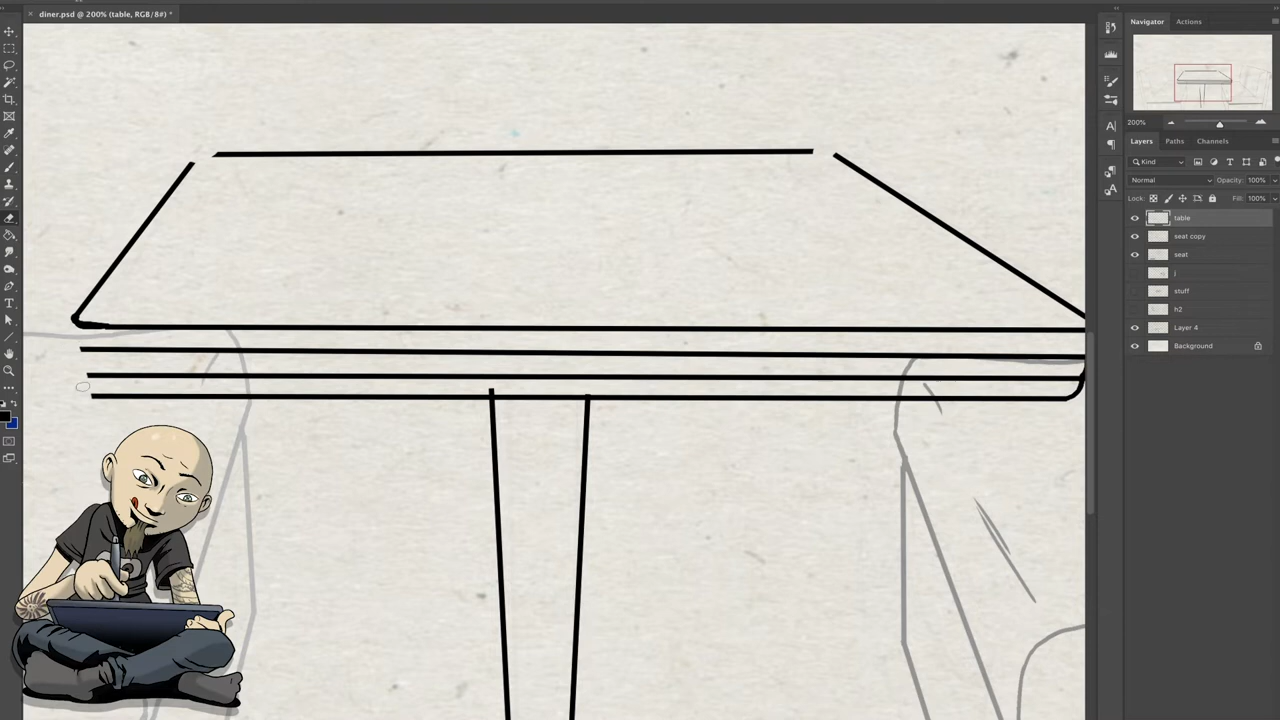 diner.psd @ 200% (table, RGB/8#) *
Navigator Actions
200%
Layers Paths Channels
Kind
Normal Opacity: 100%
Lock: Fill: 100%
table
seat copy
seat
j
stuff
h2
Layer 4
Background